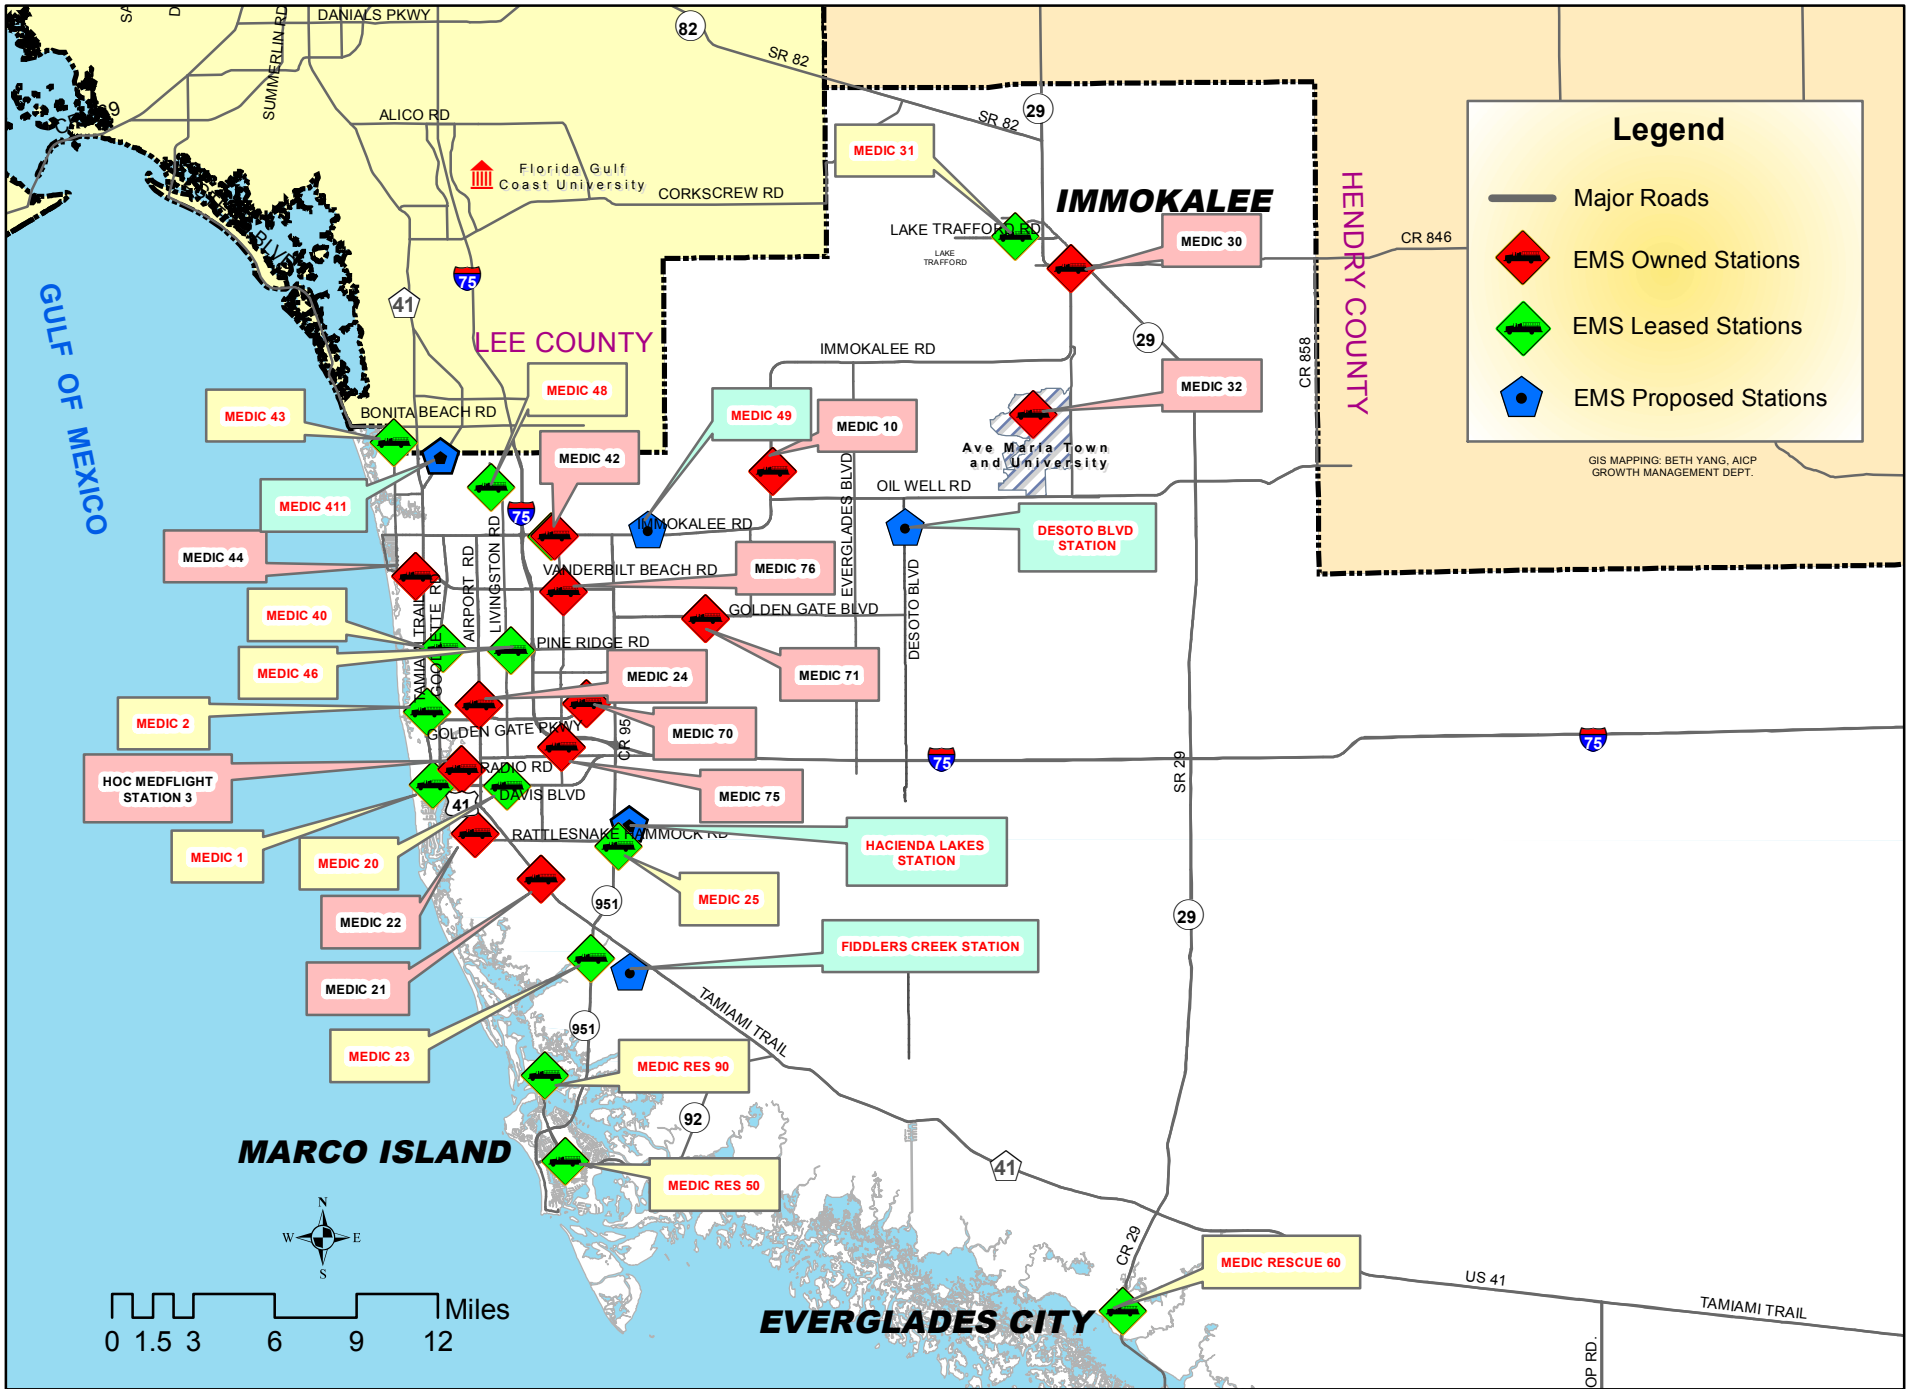 SA
D
DANIALS PKWY
SUMMERLIN RD
82
SR 82
29
SR 82
ALICO RD
Florida Gulf
Coast University
CORKSCREW RD
BLVD
41
75
LEE COUNTY
GULF OF MEXICO
MEDIC 31
IMMOKALEE
LAKE TRAFFORD RD
LAKE
TRAFFORD
MEDIC 30
CR 846
HENDRY COUNTY
CR 858
Legend
Major Roads
EMS Owned Stations
EMS Leased Stations
EMS Proposed Stations
GIS MAPPING: BETH YANG, AICP
GROWTH MANAGEMENT DEPT.
IMMOKALEE RD
29
MEDIC 32
Ave Maria Town
and University
MEDIC 43
BONITA BEACH RD
MEDIC 48
MEDIC 49
MEDIC 10
MEDIC 42
MEDIC 411
75
IMMOKALEE RD
OIL WELL RD
EVERGLADES BLVD
DESOTO BLVD
STATION
MEDIC 44
VANDERBILT BEACH RD
MEDIC 76
MEDIC 40
TAMIAMI TRAIL
GOODLETTE RD
AIRPORT RD
LIVINGSTON RD
GOLDEN GATE BLVD
DESOTO BLVD
MEDIC 46
PINE RIDGE RD
MEDIC 24
MEDIC 71
MEDIC 2
GOLDEN GATE PKWY
CR 95
MEDIC 70
75
75
SR 29
HOC MEDFLIGHT
STATION 3
RADIO RD
MEDIC 75
41
DAVIS BLVD
RATTLESNAKE HAMMOCK RD
MEDIC 1
MEDIC 20
HACIENDA LAKES
STATION
MEDIC 22
MEDIC 25
951
29
FIDDLERS CREEK STATION
MEDIC 21
TAMIAMI TRAIL
951
MEDIC 23
MEDIC RES 90
92
MARCO ISLAND
MEDIC RES 50
41
N
W
E
S
CR 29
MEDIC RESCUE 60
US 41
TAMIAMI TRAIL
EVERGLADES CITY
OP RD.
Miles
0 1.5 3 6 9 12